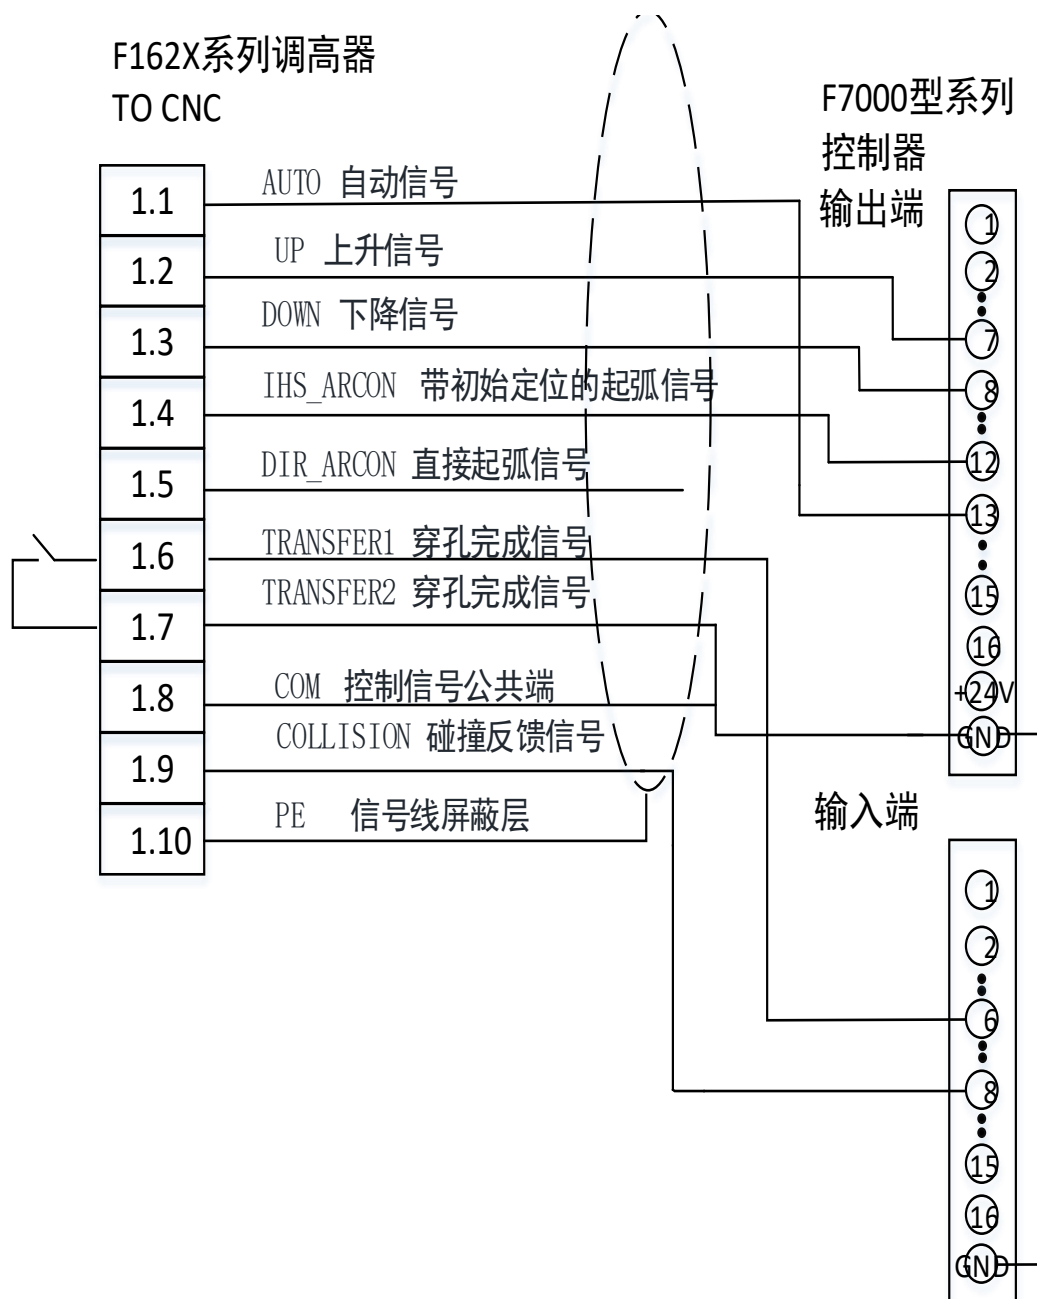 F162X系列调高器
TO CNC
F7000型系列
控制器
输出端
1.1
AUTO 自动信号
1.2
UP 上升信号
1.3
DOWN 下降信号
1.4
IHS_ARCON 带初始定位的起弧信号
1.5
DIR_ARCON 直接起弧信号
1.6
TRANSFER1 穿孔完成信号
1.7
TRANSFER2 穿孔完成信号
1.8
COM 控制信号公共端
1.9
COLLISION 碰撞反馈信号
1.10
PE 信号线屏蔽层
1
2
7
8
12
13
15
16
+24V
GND
输入端
1
2
6
8
15
16
GND